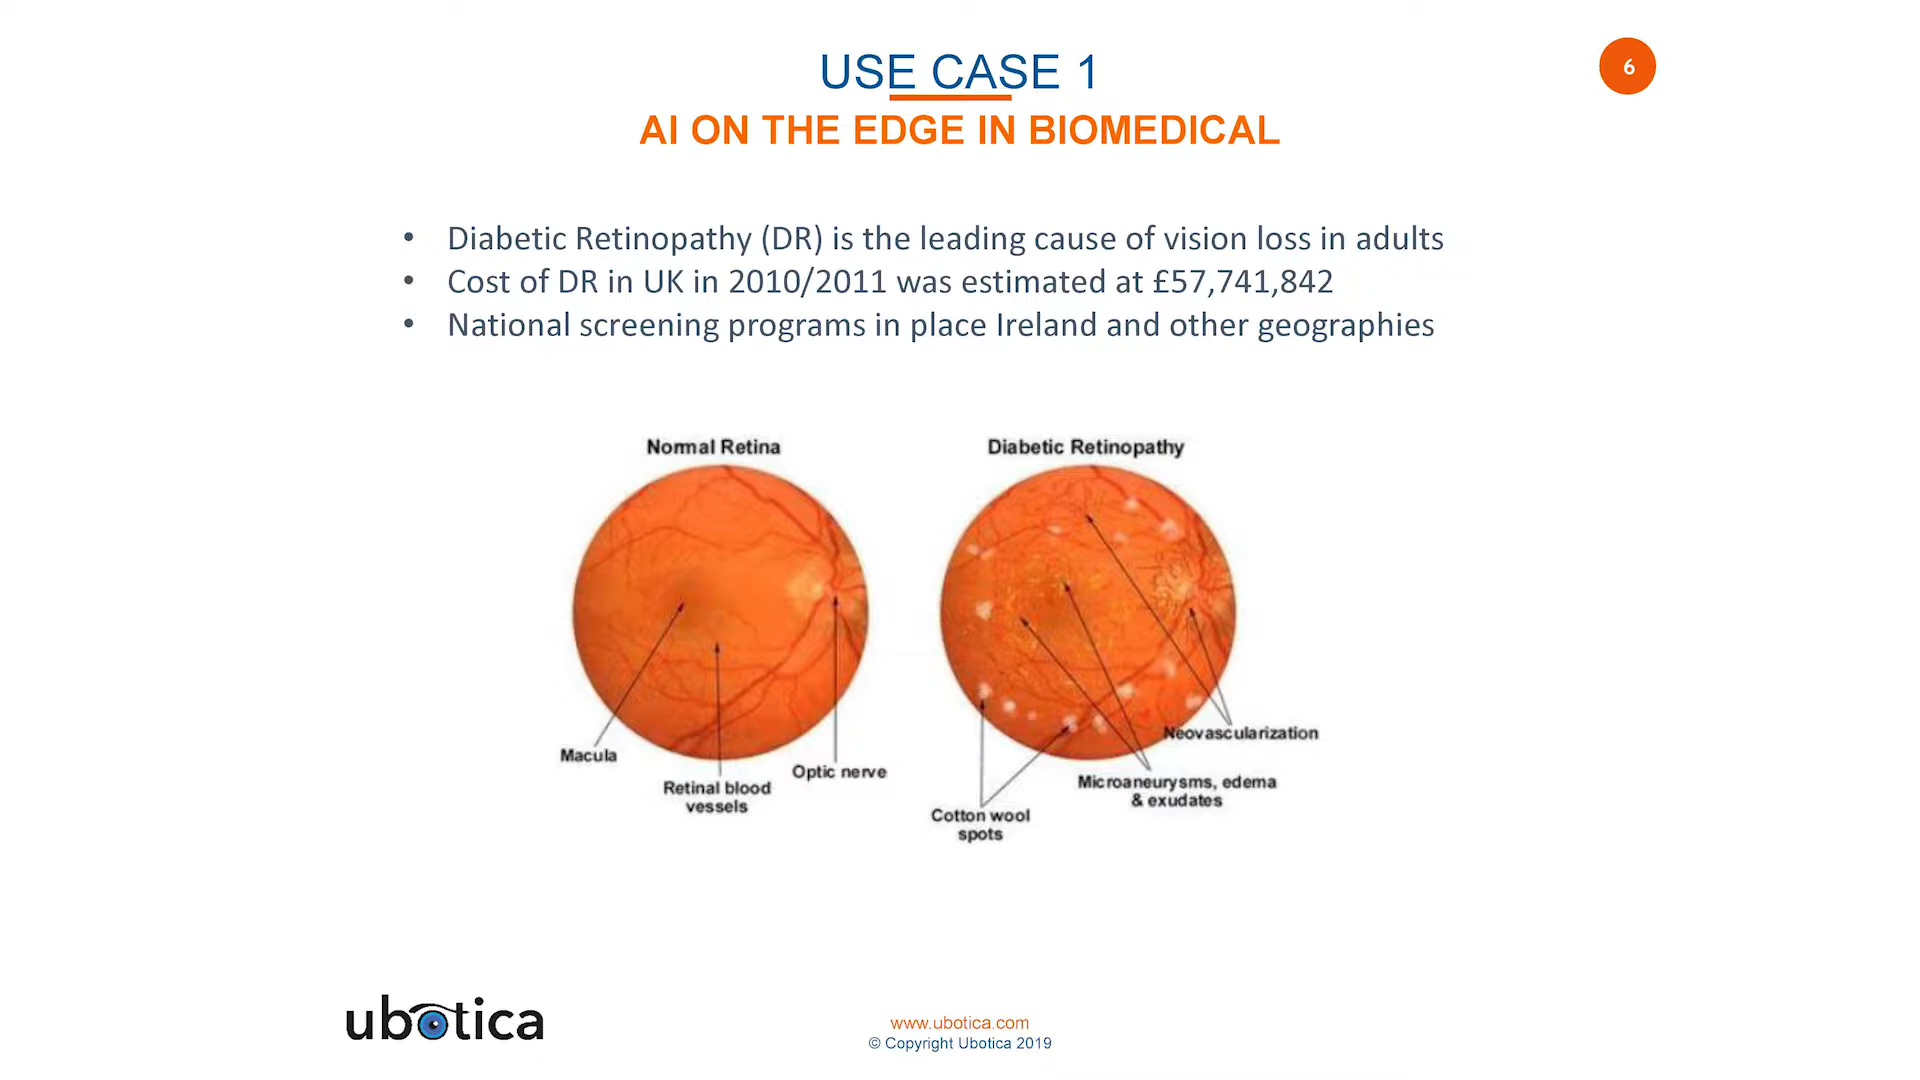 USE CASE 1
6
AI ON THE EDGE IN BIOMEDICAL
• Diabetic Retinopathy (DR) is the leading cause of vision loss in adults
• Cost of DR in UK in 2010/2011 was estimated at £57,741,842
• National screening programs in place Ireland and other geographies
Normal Retina
Macula
Retinal blood
vessels
Optic nerve
Diabetic Retinopathy
Neovascularization
Microaneurysms, edema
& exudates
Cotton wool
spots
ubotica
www.ubotica.com
© Copyright Ubotica 2019